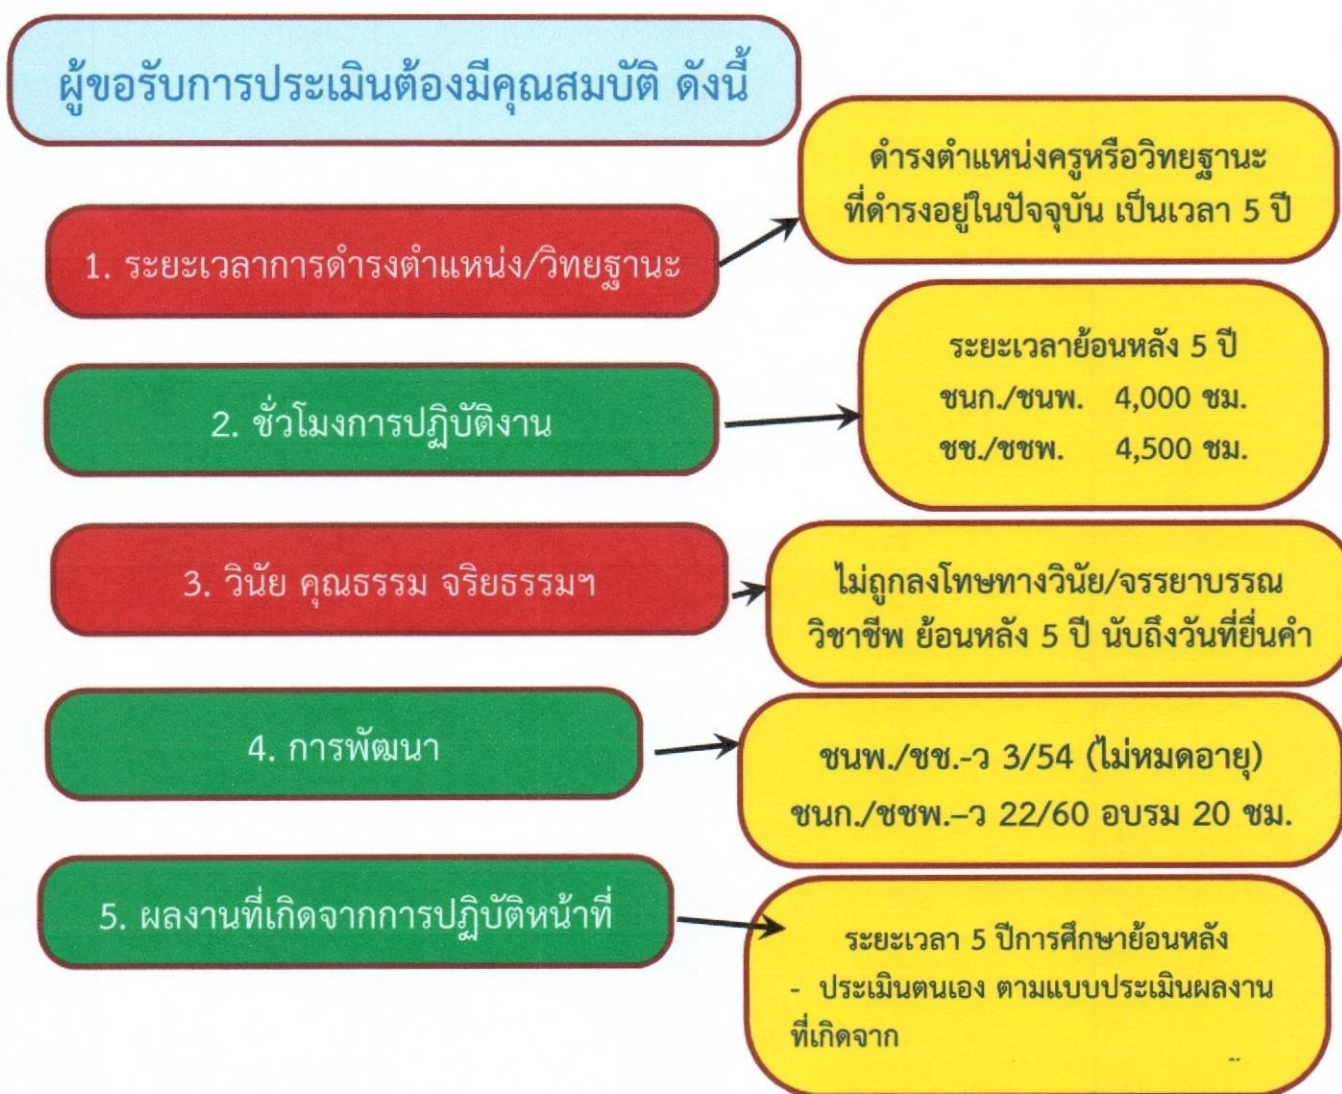 ผู้ขอรับการประเมินต้องมีคุณสมบัติ ดังนี้
1. ระยะเวลาการดำรงตำแหน่ง/วิทยฐานะ
ดำรงตำแหน่งครูหรือวิทยฐานะ
ที่ดำรงอยู่ในปัจจุบัน เป็นเวลา 5 ปี
2. ชั่วโมงการปฏิบัติงาน
ระยะเวลาย้อนหลัง 5 ปี
ชนก./ชนพ. 4,000 ชม.
ชช./ชชพ. 4,500 ชม.
3. วินัย คุณธรรม จริยธรรมฯ
ไม่ถูกลงโทษทางวินัย/จรรยาบรรณ
วิชาชีพ ย้อนหลัง 5 ปี นับถึงวันที่ยื่นคำ
4. การพัฒนา
ชนพ./ชช.-ว 3/54 (ไม่หมดอายุ)
ชนก./ชชพ.–ว 22/60 อบรม 20 ชม.
5. ผลงานที่เกิดจากการปฏิบัติหน้าที่
ระยะเวลา 5 ปีการศึกษาย้อนหลัง
- ประเมินตนเอง ตามแบบประเมินผลงาน
ที่เกิดจาก